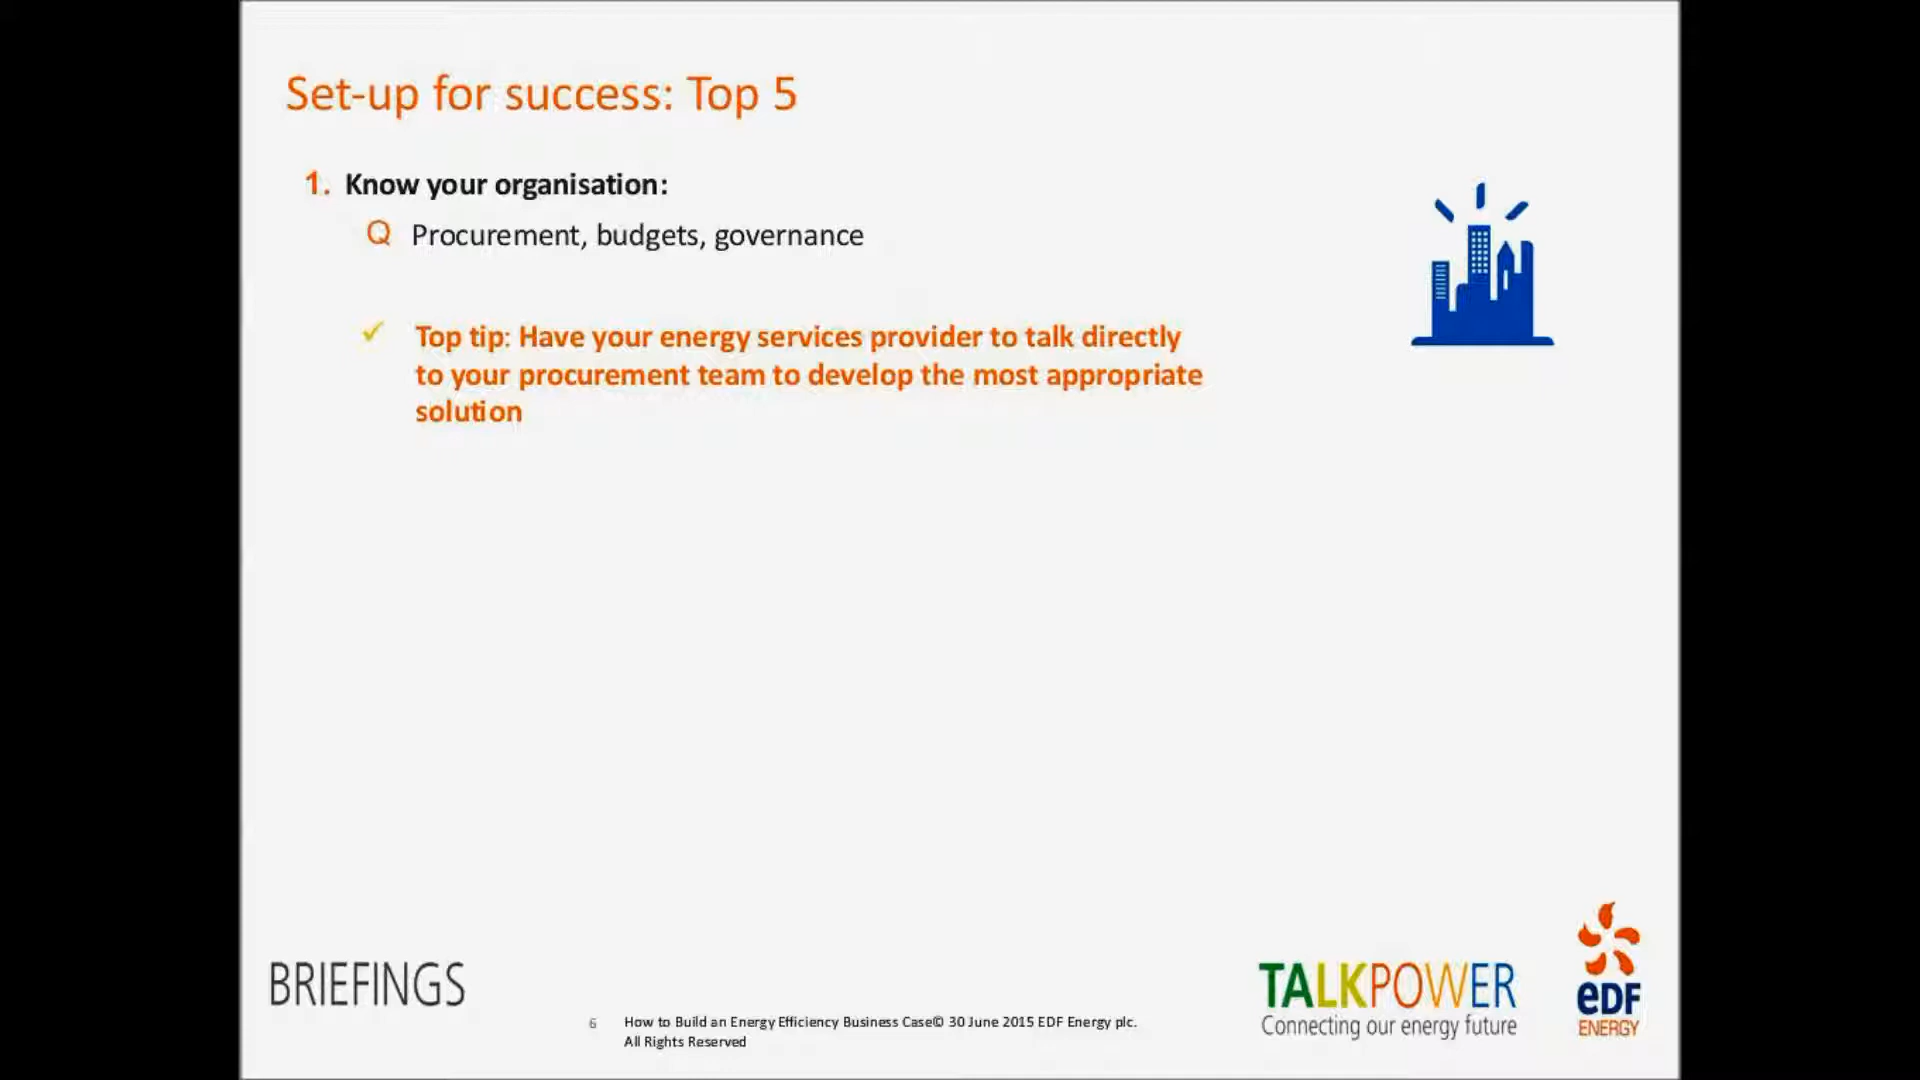 Set-up for success: Top 5
1. Know your organisation:
Q Procurement, budgets, governance
✓ Top tip: Have your energy services provider to talk directly
to your procurement team to develop the most appropriate
solution
BRIEFINGS
6 How to Build an Energy Efficiency Business Case© 30 June 2015 EDF Energy plc.
All Rights Reserved
TALKPOWER
Connecting our energy future
eDF
ENERGY